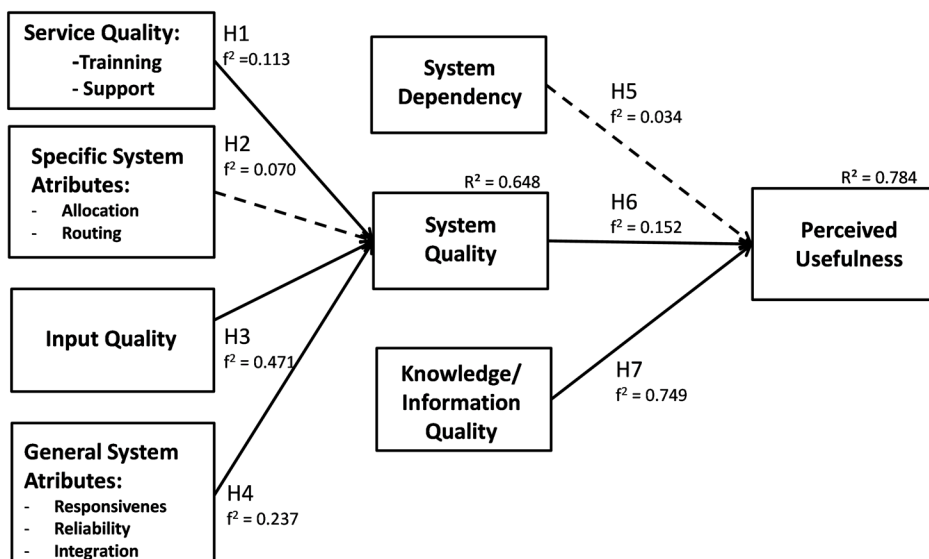 Service Quality:
-Trainning
- Support
H1
f² =0.113
Specific System
Atributes:
- Allocation
- Routing
H2
f² = 0.070
Input Quality
H3
f² = 0.471
General System
Atributes:
- Responsivenes
- Reliability
- Integration
H4
f² = 0.237
System
Dependency
H5
f² = 0.034
R² = 0.648
System
Quality
H6
f² = 0.152
Knowledge/
Information
Quality
H7
f² = 0.749
R² = 0.784
Perceived
Usefulness